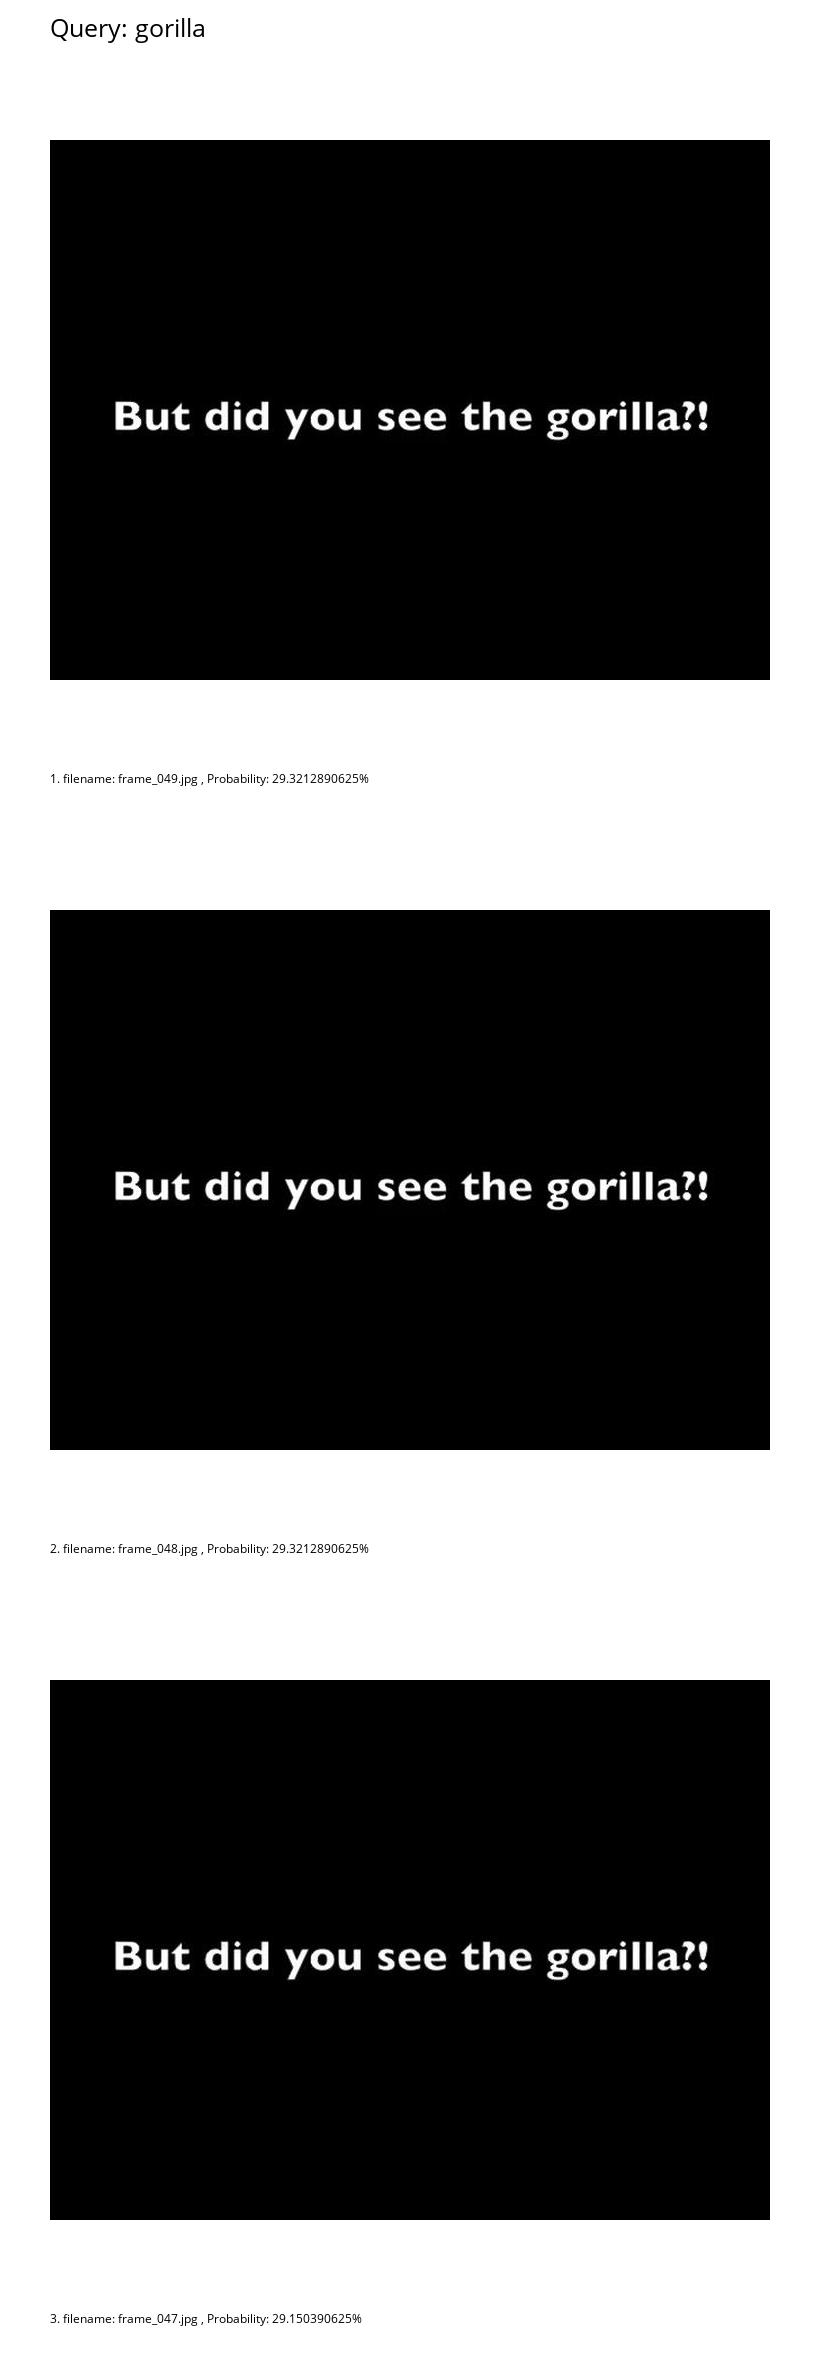 Query: gorilla
But did you see the gorilla?!
1. filename: frame_049.jpg , Probability: 29.3212890625%
But did you see the gorilla?!
2. filename: frame_048.jpg , Probability: 29.3212890625%
But did you see the gorilla?!
3. filename: frame_047.jpg , Probability: 29.150390625%